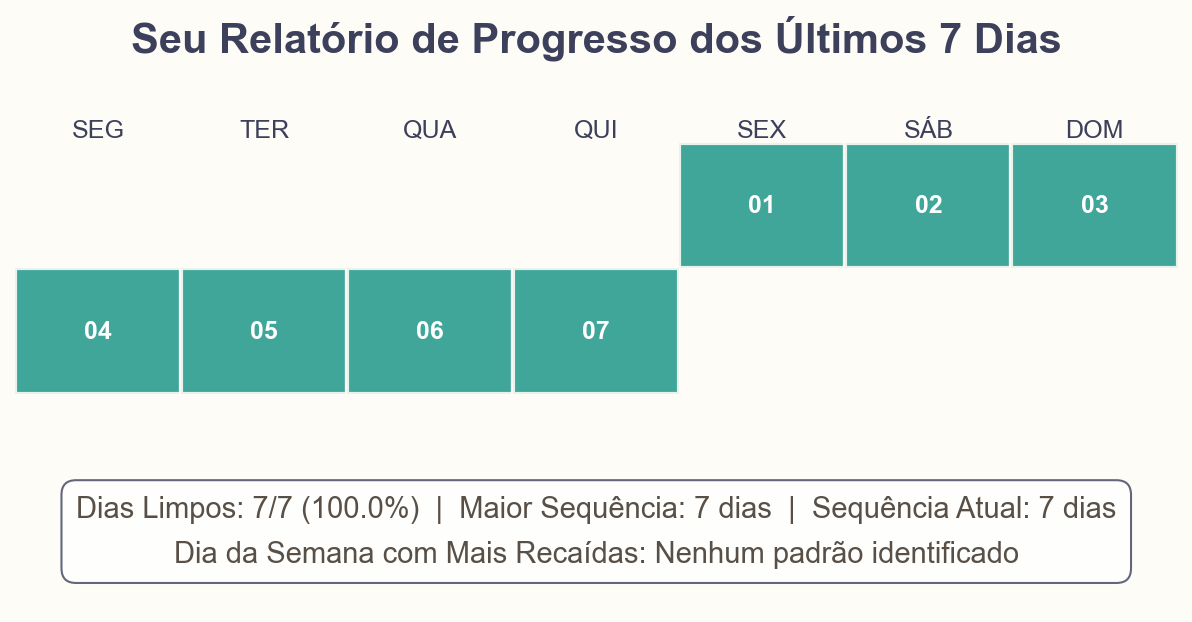 Seu Relatório de Progresso dos Últimos 7 Dias
SEG TER QUA QUI SEX SÁB DOM
01 02 03
04 05 06 07
Dias Limpos: 7/7 (100.0%) | Maior Sequência: 7 dias | Sequência Atual: 7 dias
Dia da Semana com Mais Recaídas: Nenhum padrão identificado